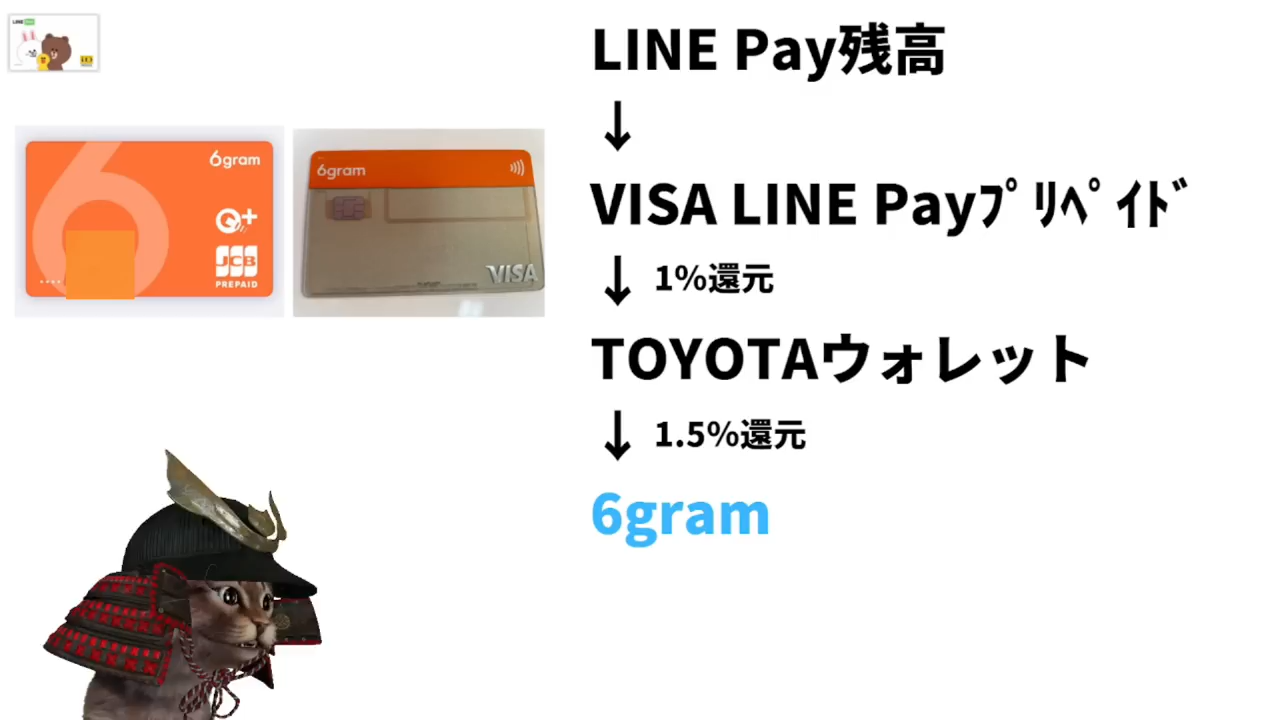 LINE
LINE Pay残高
↓
VISA LINE Payﾌﾟﾘﾍﾟｲﾄﾞ
↓ 1%還元
TOYOTAウォレット
↓ 1.5%還元
6gram
6gram
Q+
JCB
PREPAID
6gram
VISA